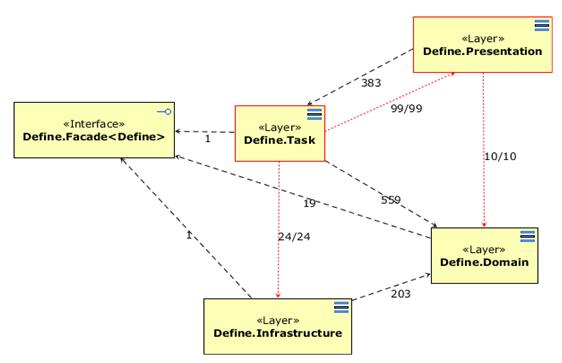 «Layer»
Define.Presentation
383
99/99
«Interface»
Define.Facade<Define>
1
«Layer»
Define.Task
10/10
559
19
24/24
1
«Layer»
Define.Domain
203
«Layer»
Define.Infrastructure